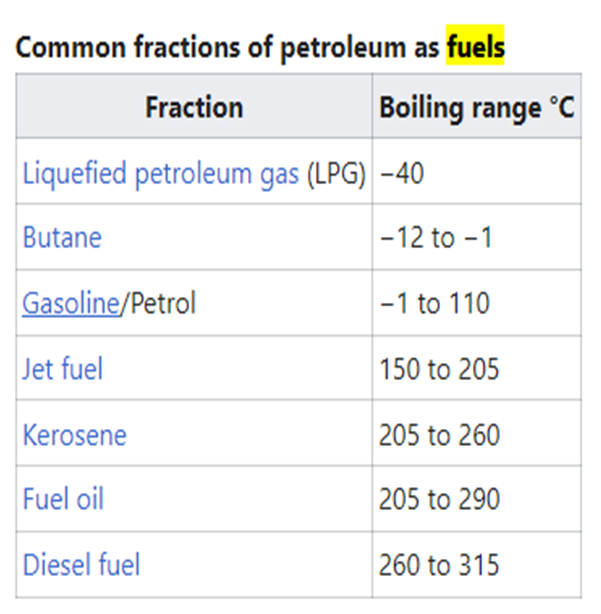 Common fractions of petroleum as fuels
Fraction Boiling range °C
Liquefied petroleum gas (LPG) −40
Butane −12 to −1
Gasoline/Petrol −1 to 110
Jet fuel 150 to 205
Kerosene 205 to 260
Fuel oil 205 to 290
Diesel fuel 260 to 315